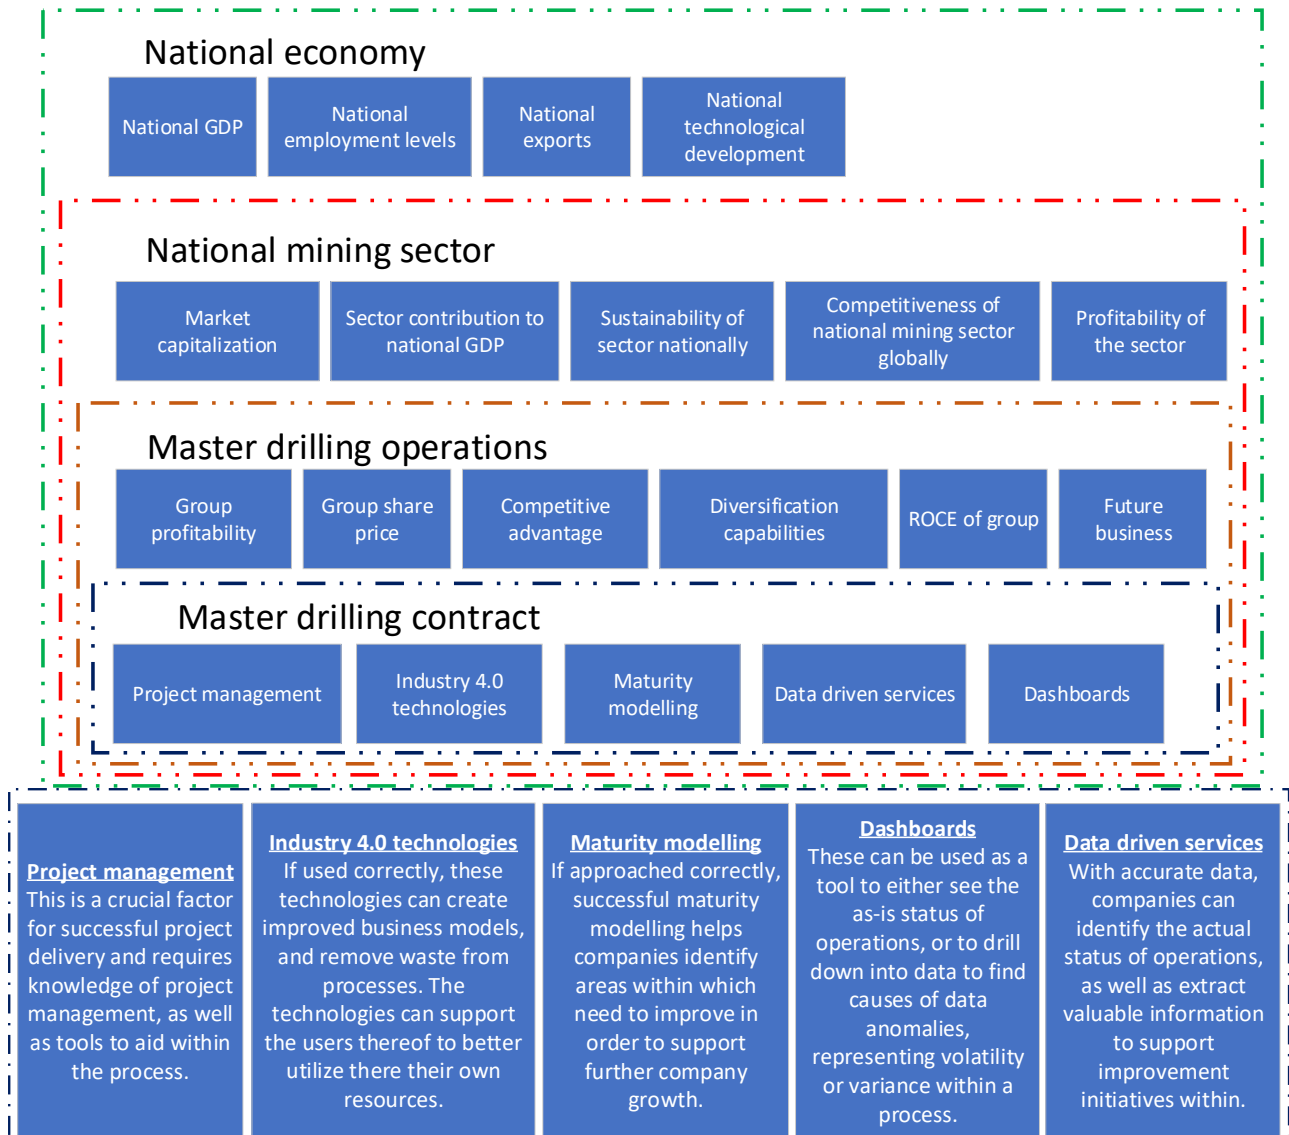 National economy
National GDP
National
employment levels
National
exports
National
technological
development
National mining sector
Market
capitalization
Sector contribution to
national GDP
Sustainability of
sector nationally
Competitiveness of
national mining sector
globally
Profitability of
the sector
Master drilling operations
Group
profitability
Group share
price
Competitive
advantage
Diversification
capabilities
ROCE of group
Future
business
Master drilling contract
Project management
Industry 4.0
technologies
Maturity
modelling
Data driven services
Dashboards
Project management
This is a crucial factor
for successful project
delivery and requires
knowledge of project
management, as well
as tools to aid within
the process.
Industry 4.0 technologies
If used correctly, these
technologies can create
improved business models,
and remove waste from
processes. The
technologies can support
the users thereof to better
utilize there their own
resources.
Maturity modelling
If approached correctly,
successful maturity
modelling helps
companies identify
areas within which
need to improve in
order to support
further company
growth.
Dashboards
These can be used as a
tool to either see the
as-is status of
operations, or to drill
down into data to find
causes of data
anomalies,
representing volatility
or variance within a
process.
Data driven services
With accurate data,
companies can
identify the actual
status of operations,
as well as extract
valuable information
to support
improvement
initiatives within.